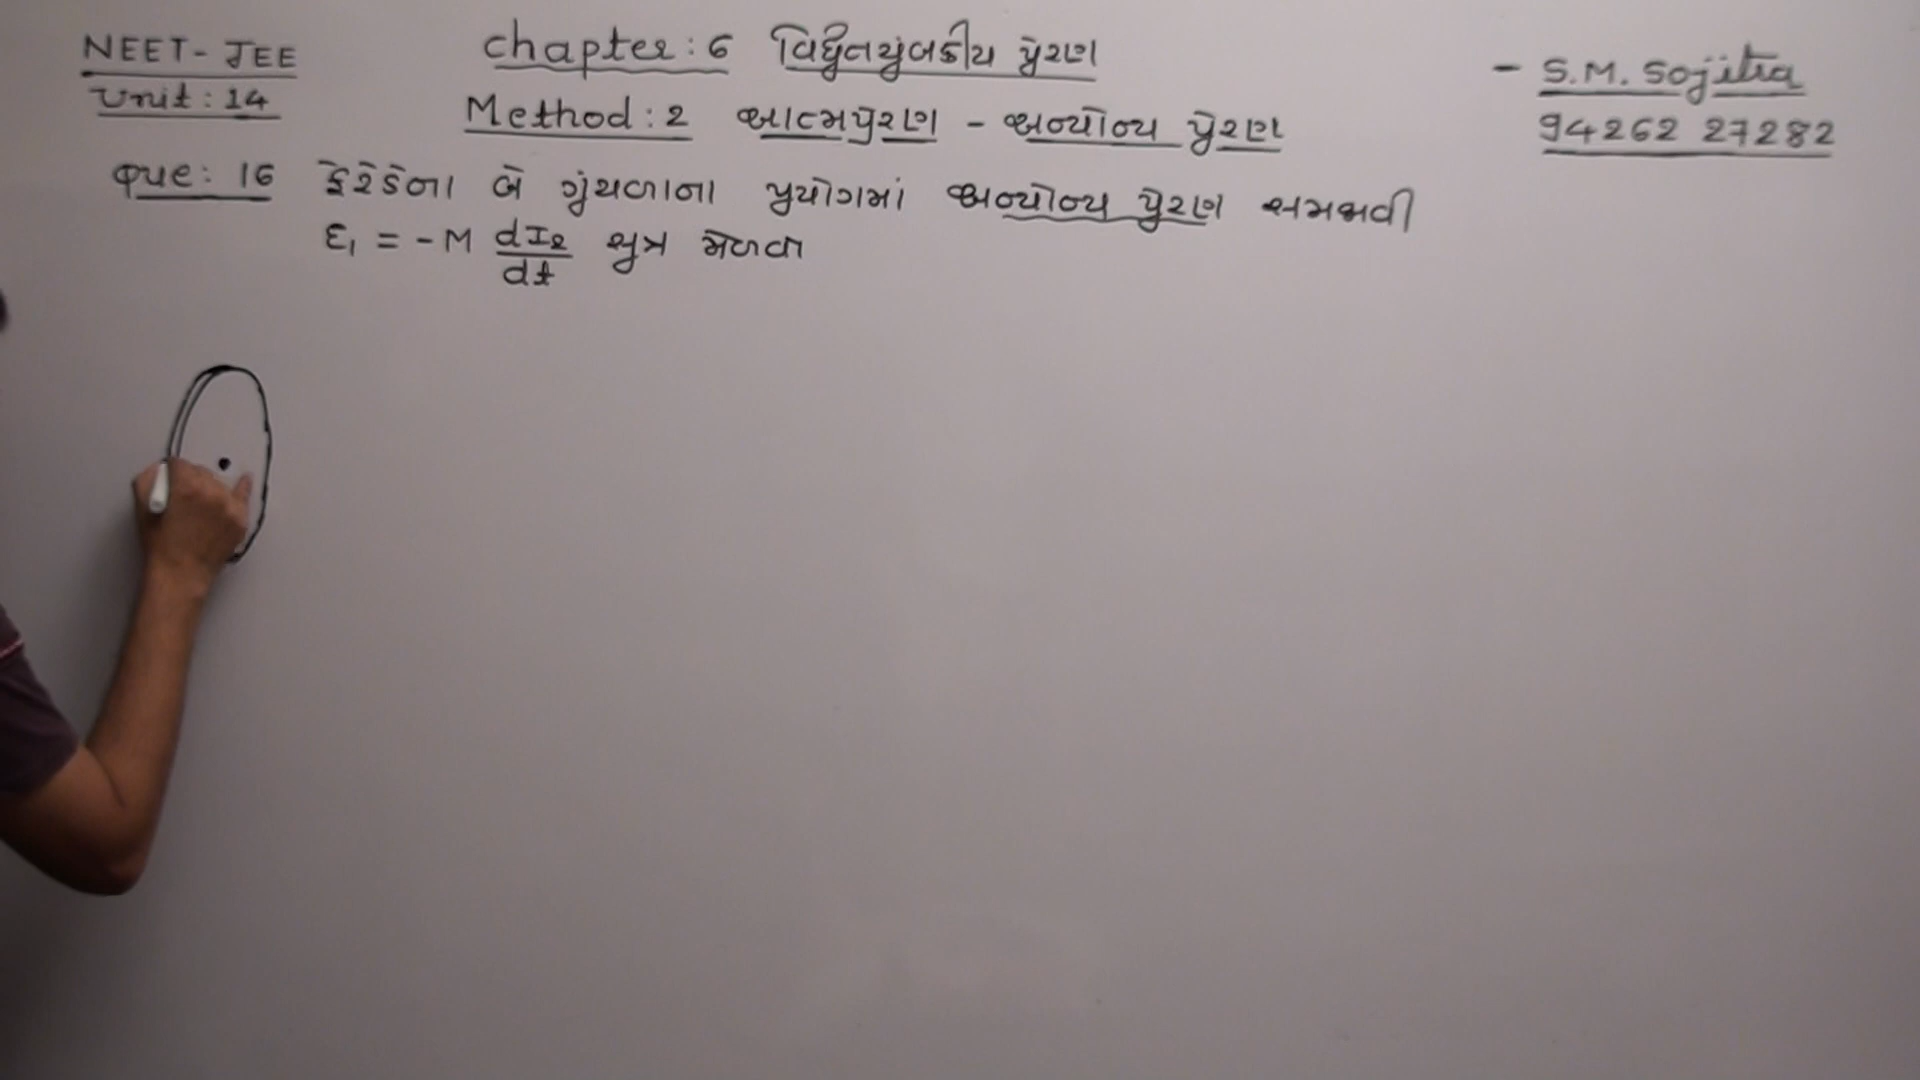 NEET - JEE
Unit : 14
chapter : 6 વિદ્યુતચુંબકીય પ્રેરણ
Method : 2 આત્મપ્રેરણ - અન્યોન્ય પ્રેરણ
- S.M. Sojitra
94262 27282
que : 16 ફેરેડેના બે ગૂંચળાના પ્રયોગમાં અન્યોન્ય પ્રેરણ સમજાવી
ε₁ = - M dI₂/dt સૂત્ર મેળવો